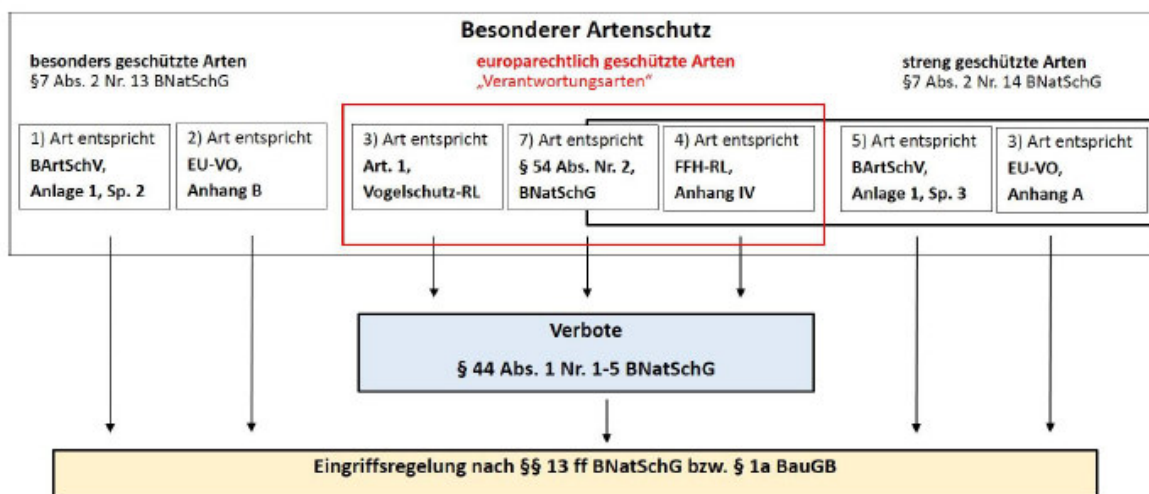 Besonderer Artenschutz
besonders geschützte Arten
§7 Abs. 2 Nr. 13 BNatSchG
europarechtlich geschützte Arten
„Verantwortungsarten“
streng geschützte Arten
§7 Abs. 2 Nr. 14 BNatSchG
1) Art entspricht
BArtSchV,
Anlage 1, Sp. 2
2) Art entspricht
EU-VO,
Anhang B
3) Art entspricht
Art. 1,
Vogelschutz-RL
7) Art entspricht
§ 54 Abs. Nr. 2,
BNatSchG
4) Art entspricht
FFH-RL,
Anhang IV
5) Art entspricht
BArtSchV,
Anlage 1, Sp. 3
3) Art entspricht
EU-VO,
Anhang A
Verbote
§ 44 Abs. 1 Nr. 1-5 BNatSchG
Eingriffsregelung nach §§ 13 ff BNatSchG bzw. § 1a BauGB